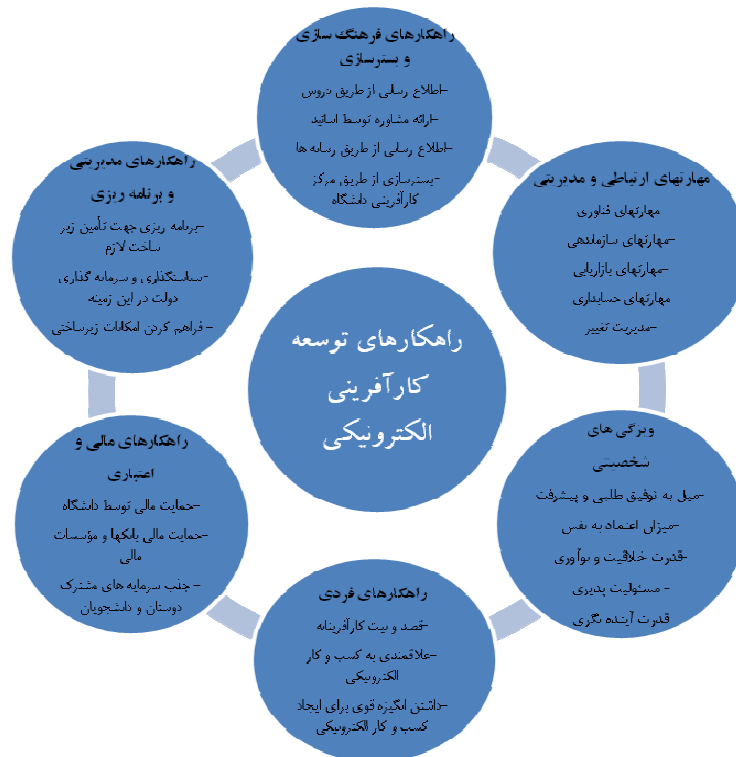 راهکارهای فرهنگ سازی
و بسترسازی
-اطلاع رسانی از طریق دروس
-ارائه مشاوره توسط اساتید
-اطلاع رسانی از طریق رسانه ها
-بسترسازی از طریق مرکز
کارآفرینی دانشگاه
مهارتهای ارتباطی و مدیریتی
مهارتهای فناوری
-مهارتهای سازماندهی
-مهارتهای بازاریابی
مهارتهای حسابداری
-مدیریت تغییر
ویژگی های
شخصیتی
-میل به توفیق طلبی و پیشرفت
-میزان اعتماد به نفس
-قدرت خلاقیت و نوآوری
- مسئولیت پذیری
قدرت آینده نگری
راهکارهای فردی
-قصد و نیت کارآفرینانه
-علاقمندی به کسب و کار
الکترونیکی
-داشتن انگیزه قوی برای ایجاد
کسب و کار الکترونیکی
راهکارهای مالی و
اعتباری
-حمایت مالی توسط دانشگاه
-حمایت مالی بانکها و مؤسسات
مالی
- جذب سرمایه های مشترک
دوستان و دانشجویان
راهکارهای مدیریتی
و برنامه ریزی
-برنامه ریزی جهت تأمین زیر
ساخت لازم
-سیاستگذاری و سرمایه گذاری
دولت در این زمینه
- فراهم کردن امکانات زیرساختی
راهکارهای توسعه
کارآفرینی
الکترونیکی